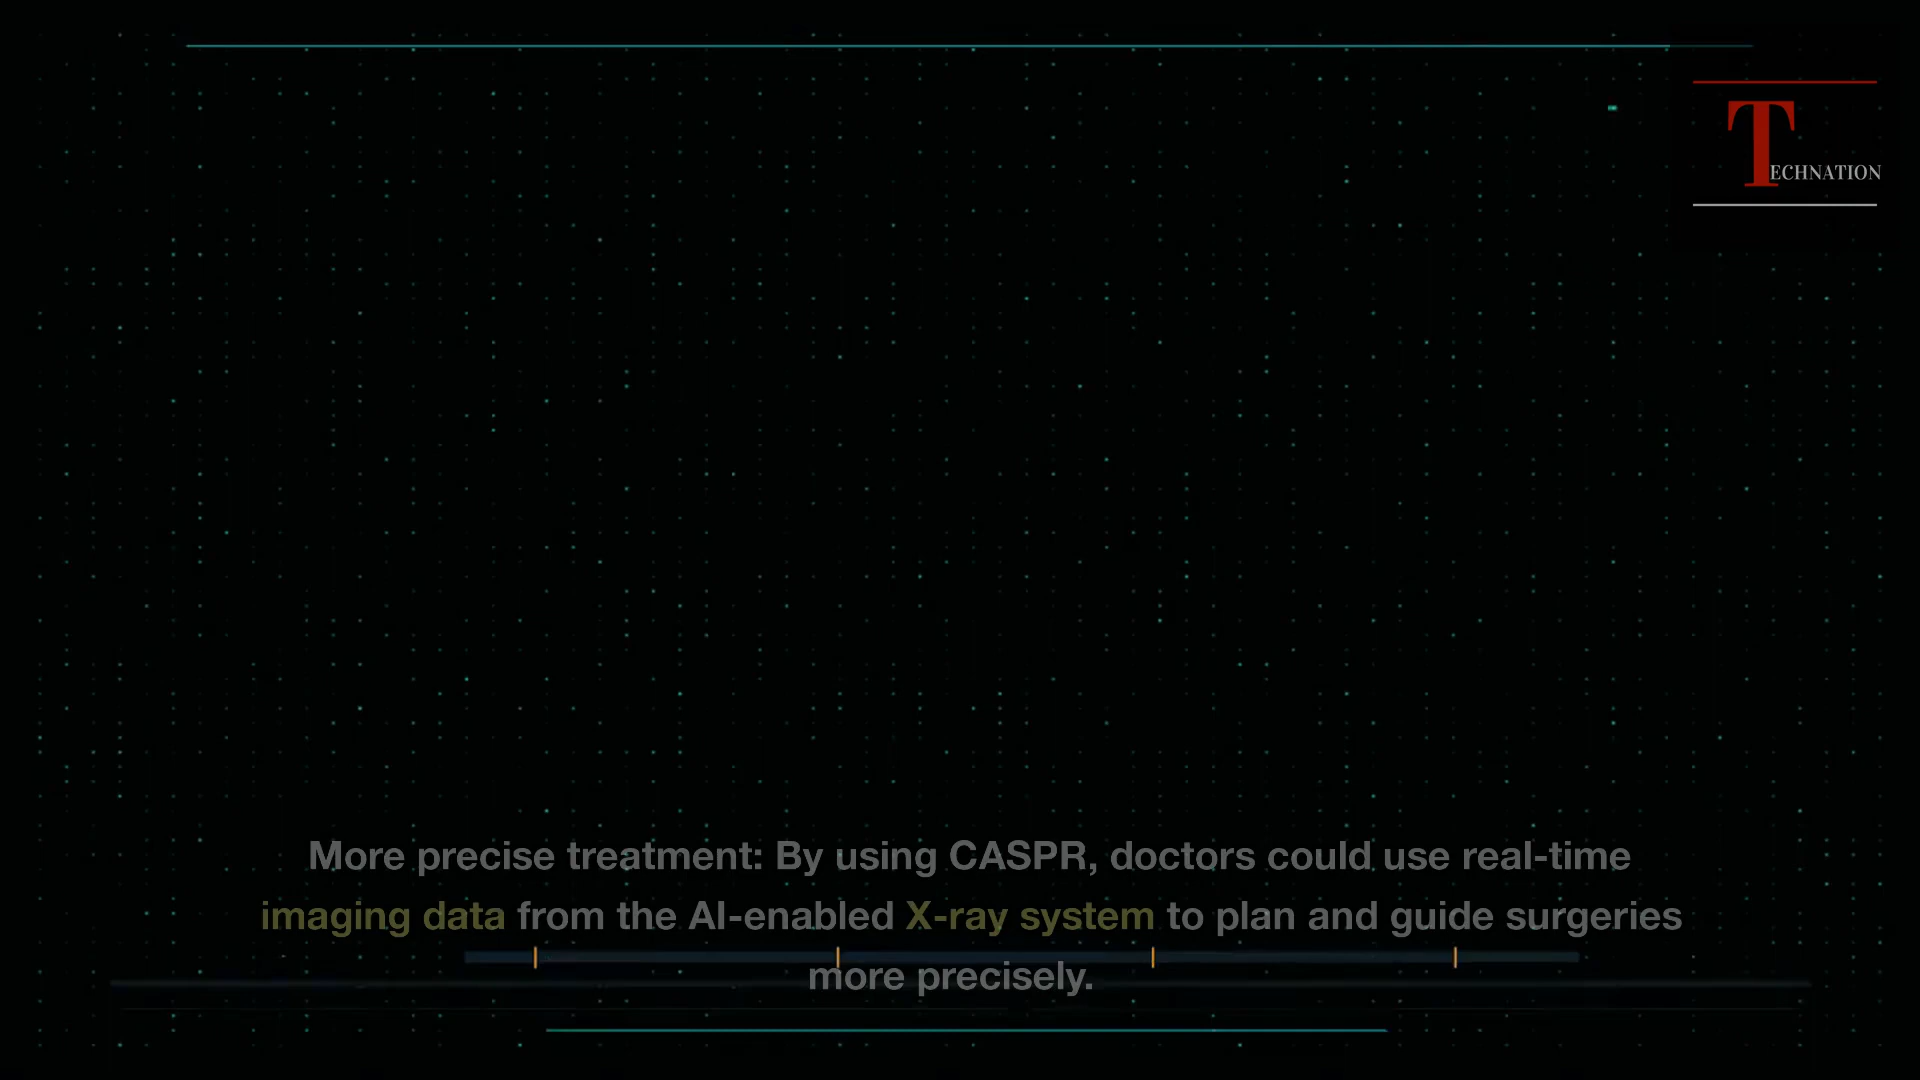 TECHNATION
More precise treatment: By using CASPR, doctors could use real-time
imaging data from the AI-enabled X-ray system to plan and guide surgeries
more precisely.